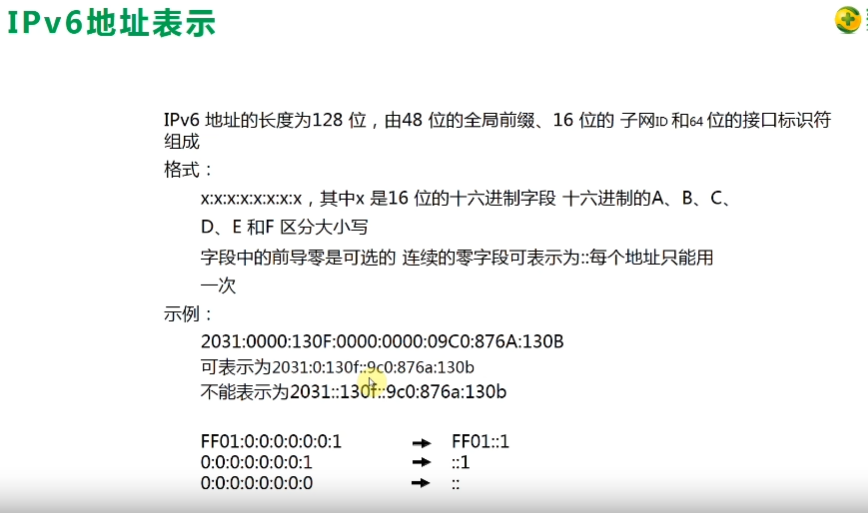 IPv6地址表示
IPv6 地址的长度为128 位，由48 位的全局前缀、16 位的 子网ID 和64 位的接口标识符
组成
格式：
x:x:x:x:x:x:x:x，其中x 是16 位的十六进制字段 十六进制的A、B、C、
D、E 和F 区分大小写
字段中的前导零是可选的 连续的零字段可表示为::每个地址只能用
一次
示例：
2031:0000:130F:0000:0000:09C0:876A:130B
可表示为2031:0:130f::9c0:876a:130b
不能表示为2031::130f::9c0:876a:130b
FF01:0:0:0:0:0:0:1 → FF01::1
0:0:0:0:0:0:0:1 → ::1
0:0:0:0:0:0:0:0 → ::